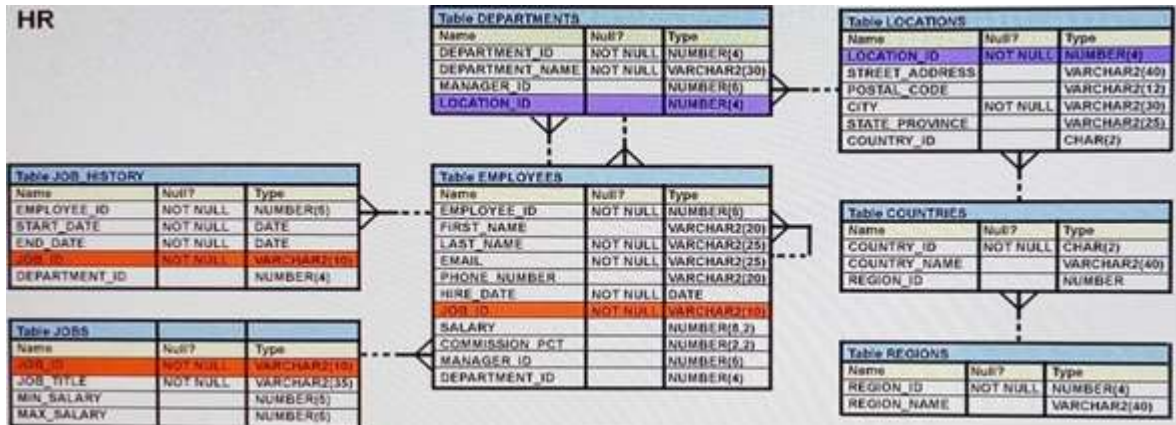 HR
Table DEPARTMENTS
Name Null? Type
DEPARTMENT_ID NOT NULL NUMBER(4)
DEPARTMENT_NAME NOT NULL VARCHAR2(30)
MANAGER_ID NUMBER(6)
LOCATION_ID NUMBER(4)
Table LOCATIONS
Name Null? Type
LOCATION_ID NOT NULL NUMBER(4)
STREET_ADDRESS VARCHAR2(40)
POSTAL_CODE VARCHAR2(12)
CITY NOT NULL VARCHAR2(30)
STATE_PROVINCE VARCHAR2(25)
COUNTRY_ID CHAR(2)
Table JOB_HISTORY
Name Null? Type
EMPLOYEE_ID NOT NULL NUMBER(6)
START_DATE NOT NULL DATE
END_DATE NOT NULL DATE
JOB_ID NOT NULL VARCHAR2(10)
DEPARTMENT_ID NUMBER(4)
Table EMPLOYEES
Name Null? Type
EMPLOYEE_ID NOT NULL NUMBER(6)
FIRST_NAME VARCHAR2(20)
LAST_NAME NOT NULL VARCHAR2(25)
EMAIL NOT NULL VARCHAR2(25)
PHONE_NUMBER VARCHAR2(20)
HIRE_DATE NOT NULL DATE
JOB_ID NOT NULL VARCHAR2(10)
SALARY NUMBER(8,2)
COMMISSION_PCT NUMBER(2,2)
MANAGER_ID NUMBER(6)
DEPARTMENT_ID NUMBER(4)
Table COUNTRIES
Name Null? Type
COUNTRY_ID NOT NULL CHAR(2)
COUNTRY_NAME VARCHAR2(40)
REGION_ID NUMBER
Table JOBS
Name Null? Type
JOB_ID NOT NULL VARCHAR2(10)
JOB_TITLE NOT NULL VARCHAR2(35)
MIN_SALARY NUMBER(6)
MAX_SALARY NUMBER(6)
Table REGIONS
Name Null? Type
REGION_ID NOT NULL NUMBER(4)
REGION_NAME VARCHAR2(40)